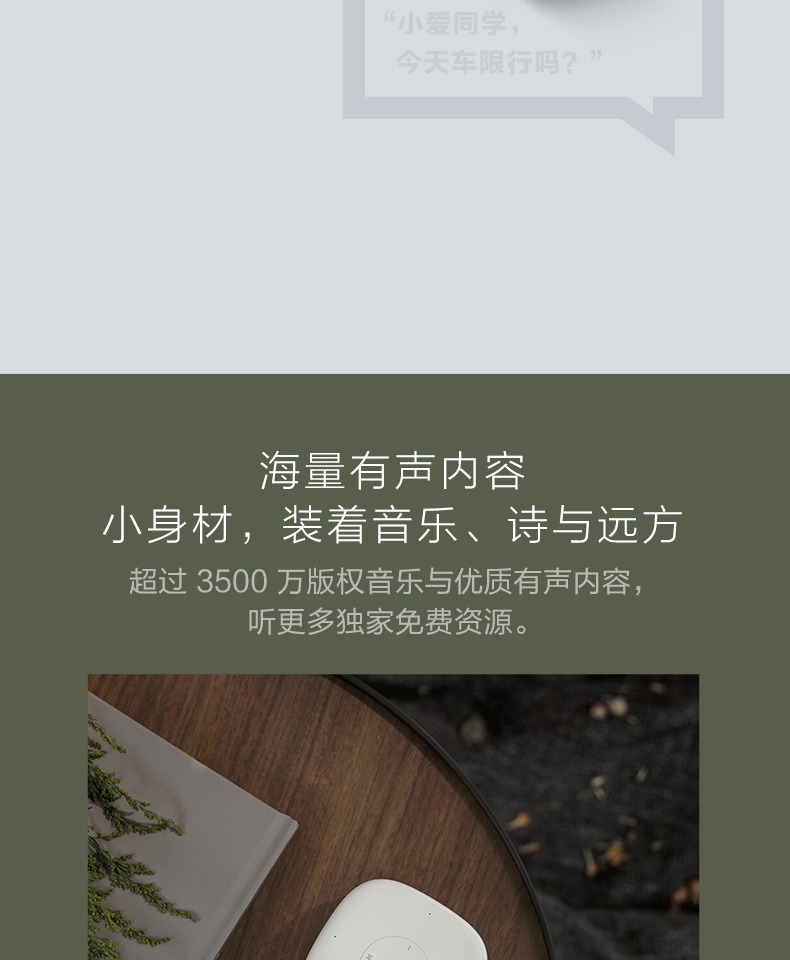 “小爱同学，
今天车限行吗？”
海量有声内容
小身材，装着音乐、诗与远方
超过 3500 万版权音乐与优质有声内容，
听更多独家免费资源。